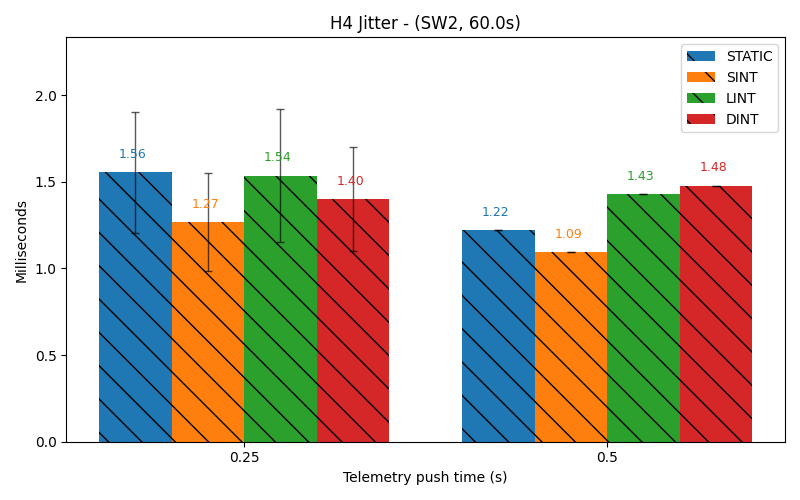 H4 Jitter - (SW2, 60.0s)
STATIC
SINT
LINT
DINT
Milliseconds
2.0
1.5
1.0
0.5
0.0
1.56
1.27
1.54
1.40
1.22
1.09
1.43
1.48
0.25
0.5
Telemetry push time (s)